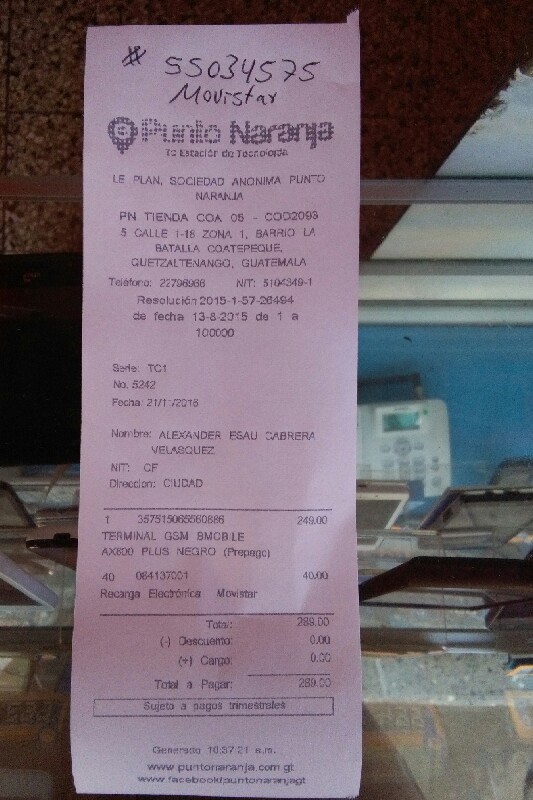 # 55034575
Movistar
Punto Naranja
Tu Estación de Tecnología
LE PLAN, SOCIEDAD ANONIMA PUNTO
NARANJA
PN TIENDA COA 05 - COD2093
5 CALLE 1-18 ZONA 1, BARRIO LA
BATALLA COATEPEQUE,
QUETZALTENANGO, GUATEMALA
Teléfono: 22796966 NIT: 5104349-1
Resolución 2015-1-57-26494
de fecha 13-8-2015 de 1 a
100000
Serie: TC1
No. 5242
Fecha: 21/11/2016
Nombre: ALEXANDER ESAU CABRERA
VELASQUEZ
NIT: CF
Direccion: CIUDAD
1 357515065560886 249.00
TERMINAL GSM BMOBILE
AX600 PLUS NEGRO (Prepago)
40 084137001 40.00
Recarga Electrónica Movistar
Total: 289.00
(-) Descuento: 0.00
(+) Cargo: 0.00
Total a Pagar: 289.00
Sujeto a pagos trimestrales
Generado 10:37:21 a.m.
www.puntonaranja.com.gt
www.facebook/puntonaranjagt